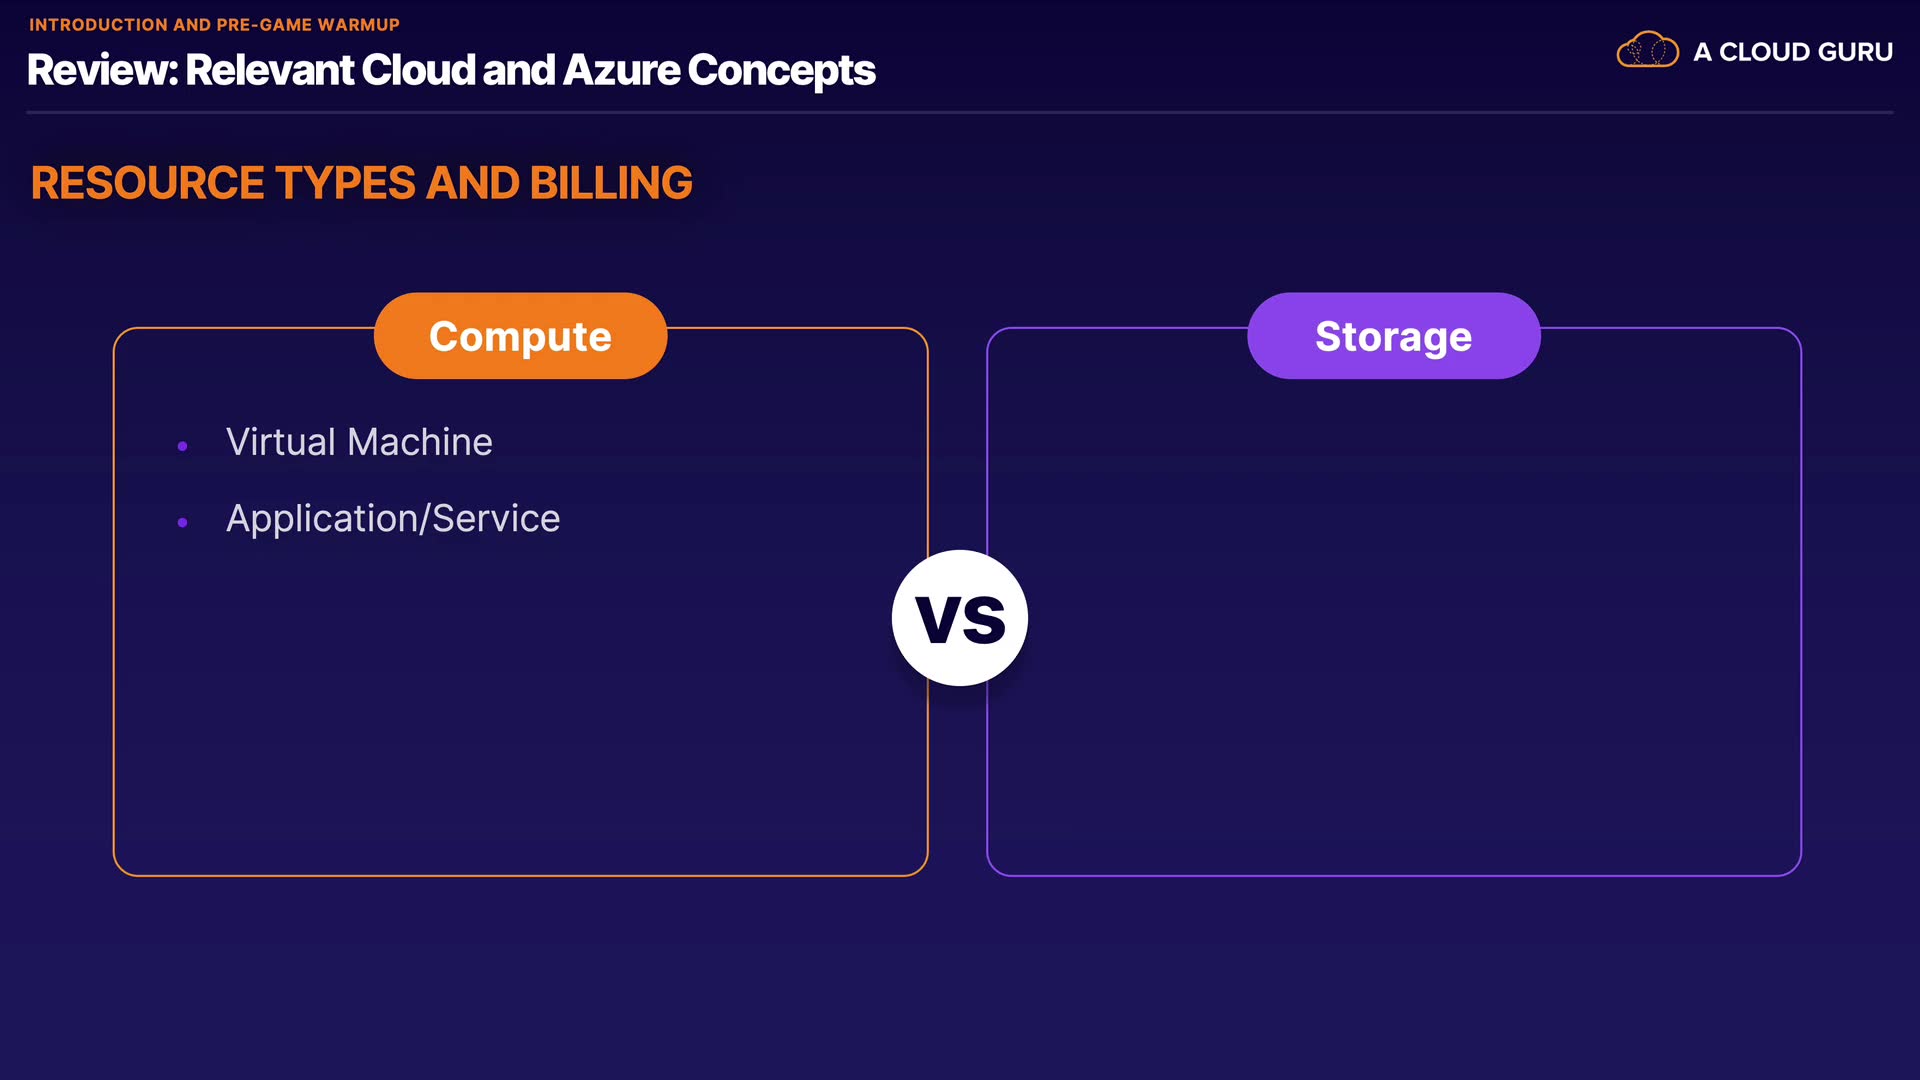 INTRODUCTION AND PRE-GAME WARMUP
Review: Relevant Cloud and Azure Concepts
A CLOUD GURU
RESOURCE TYPES AND BILLING
Compute
• Virtual Machine
• Application/Service
VS
Storage